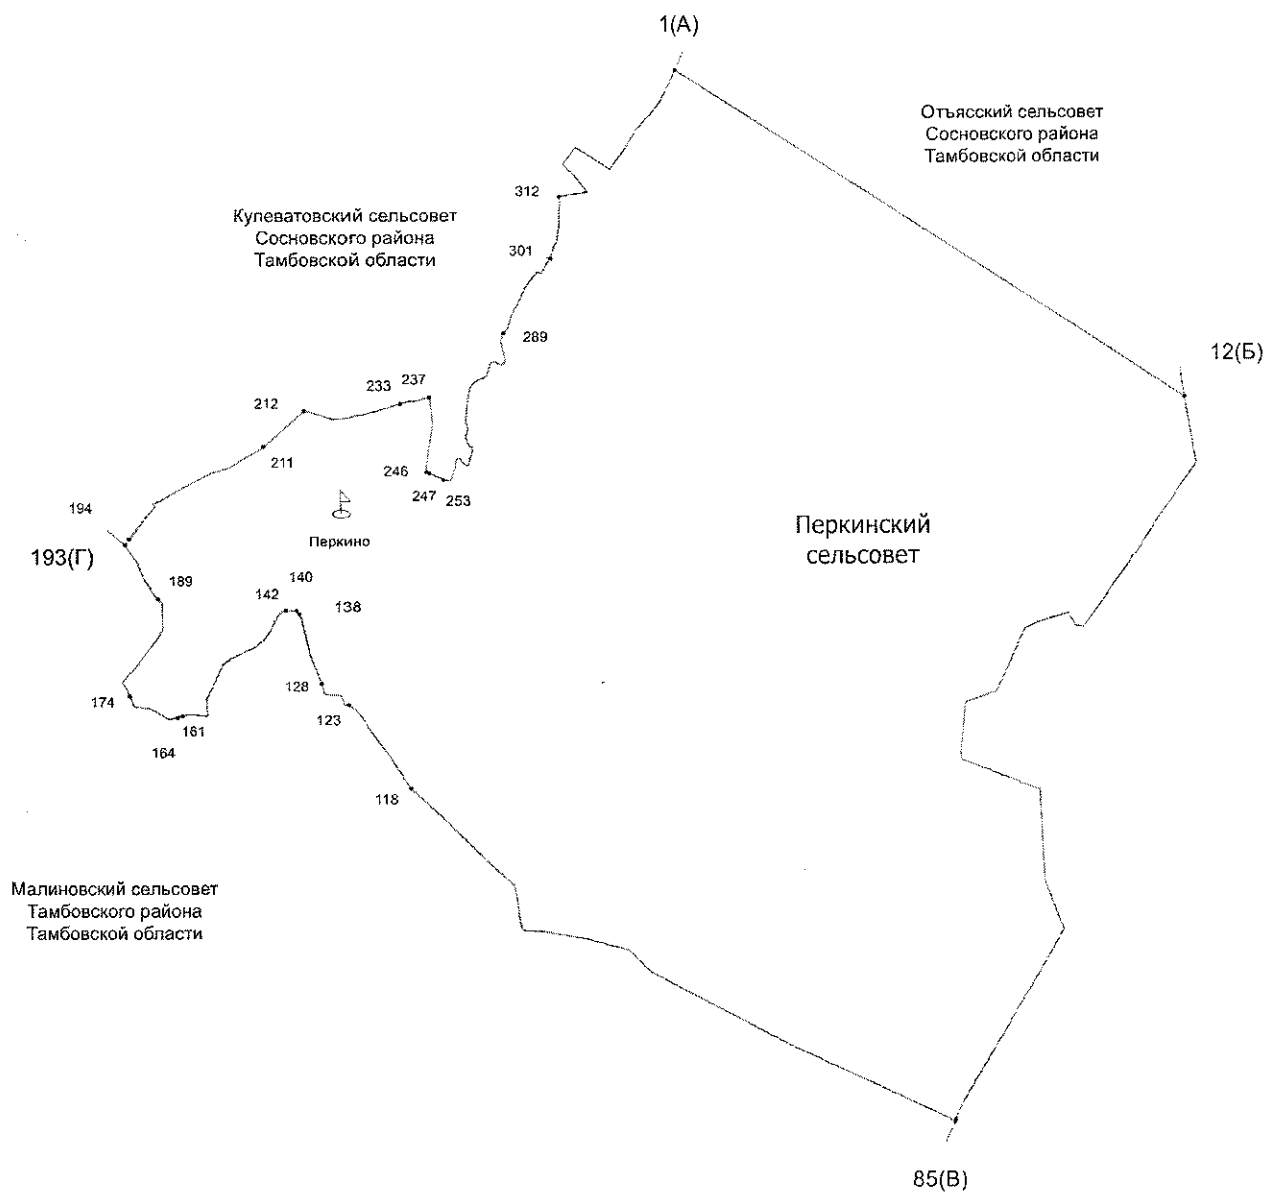 1(А)
Отъясский сельсовет
Сосновского района
Тамбовской области
312
Кулеватовский сельсовет
Сосновского района
Тамбовской области
301
289
12(Б)
233
237
212
211
246
247
253
194
Перкино
193(Г)
Перкинский
сельсовет
189
140
142
138
174
128
123
161
164
118
Малиновский сельсовет
Тамбовского района
Тамбовской области
85(В)